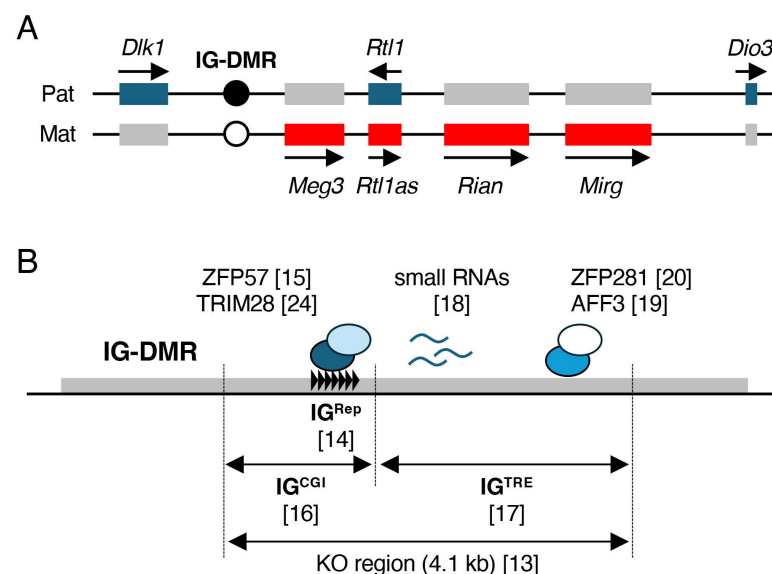 A
Dlk1
Rtl1
Dio3
IG-DMR
Pat
Mat
Meg3
Rtl1as
Rian
Mirg
B
ZFP57 [15]
TRIM28 [24]
small RNAs
[18]
ZFP281 [20]
AFF3 [19]
IG-DMR
IGRep
[14]
IGCGI
[16]
IGTRE
[17]
KO region (4.1 kb) [13]